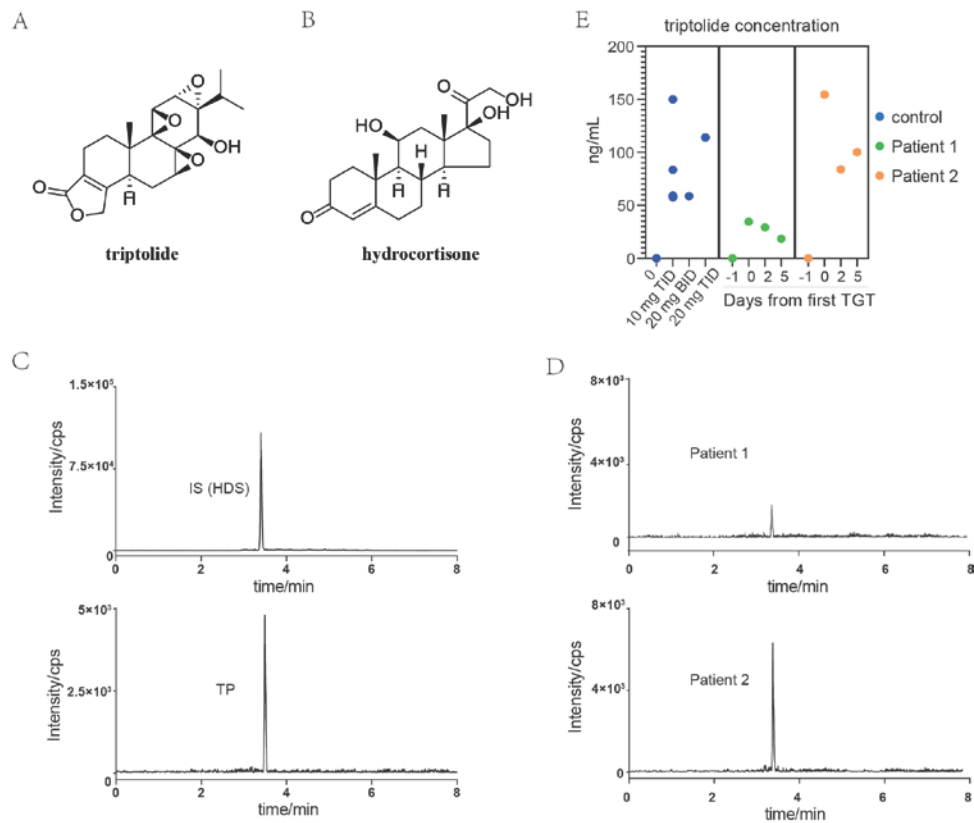 A
O
O
O
OH
H
O
O
O
triptolide
B
O
OH
OH
HO
H
H
H
O
hydrocortisone
E
triptolide concentration
ng/mL
200
150
100
50
0
0
10 mg TID
20 mg BID
20 mg TID
-1 0 2 5
-1 0 2 5
Days from first TGT
control
Patient 1
Patient 2
C
Intensity/cps
1.5×10⁵
7.5×10⁴
0
IS (HDS)
0 2 4 6 8
time/min
Intensity/cps
5×10³
2.5×10³
0
TP
0 2 4 6 8
time/min
D
Intensity/cps
8×10³
4×10³
0
Patient 1
0 2 4 6 8
time/min
Intensity/cps
8×10³
4×10³
0
Patient 2
0 2 4 6 8
time/min